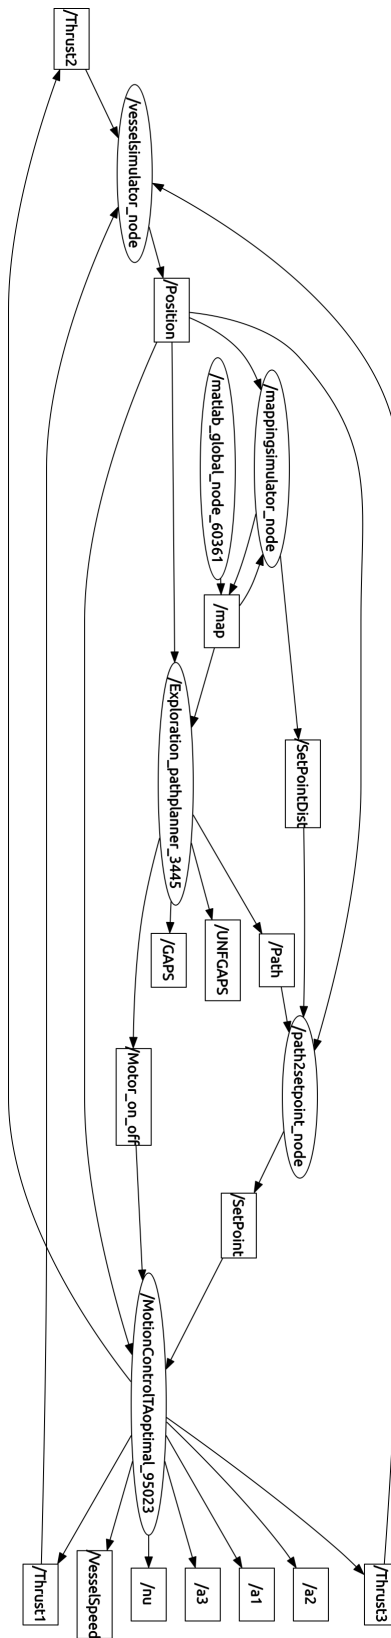 /Thrust2
/vesselsimulator_node
/Position
/matlab_global_node_60361
/mappingsimulator_node
/map
/Exploration_pathplanner_3445
/SetPointDist
/GAPS
/UNFGAPS
/Path
/path2setpoint_node
/Motor_on_off
/SetPoint
/MotionControlTAoptimal_95023
/Thrust1
/VesselSpeed
/nu
/a3
/a1
/a2
/Thrust3